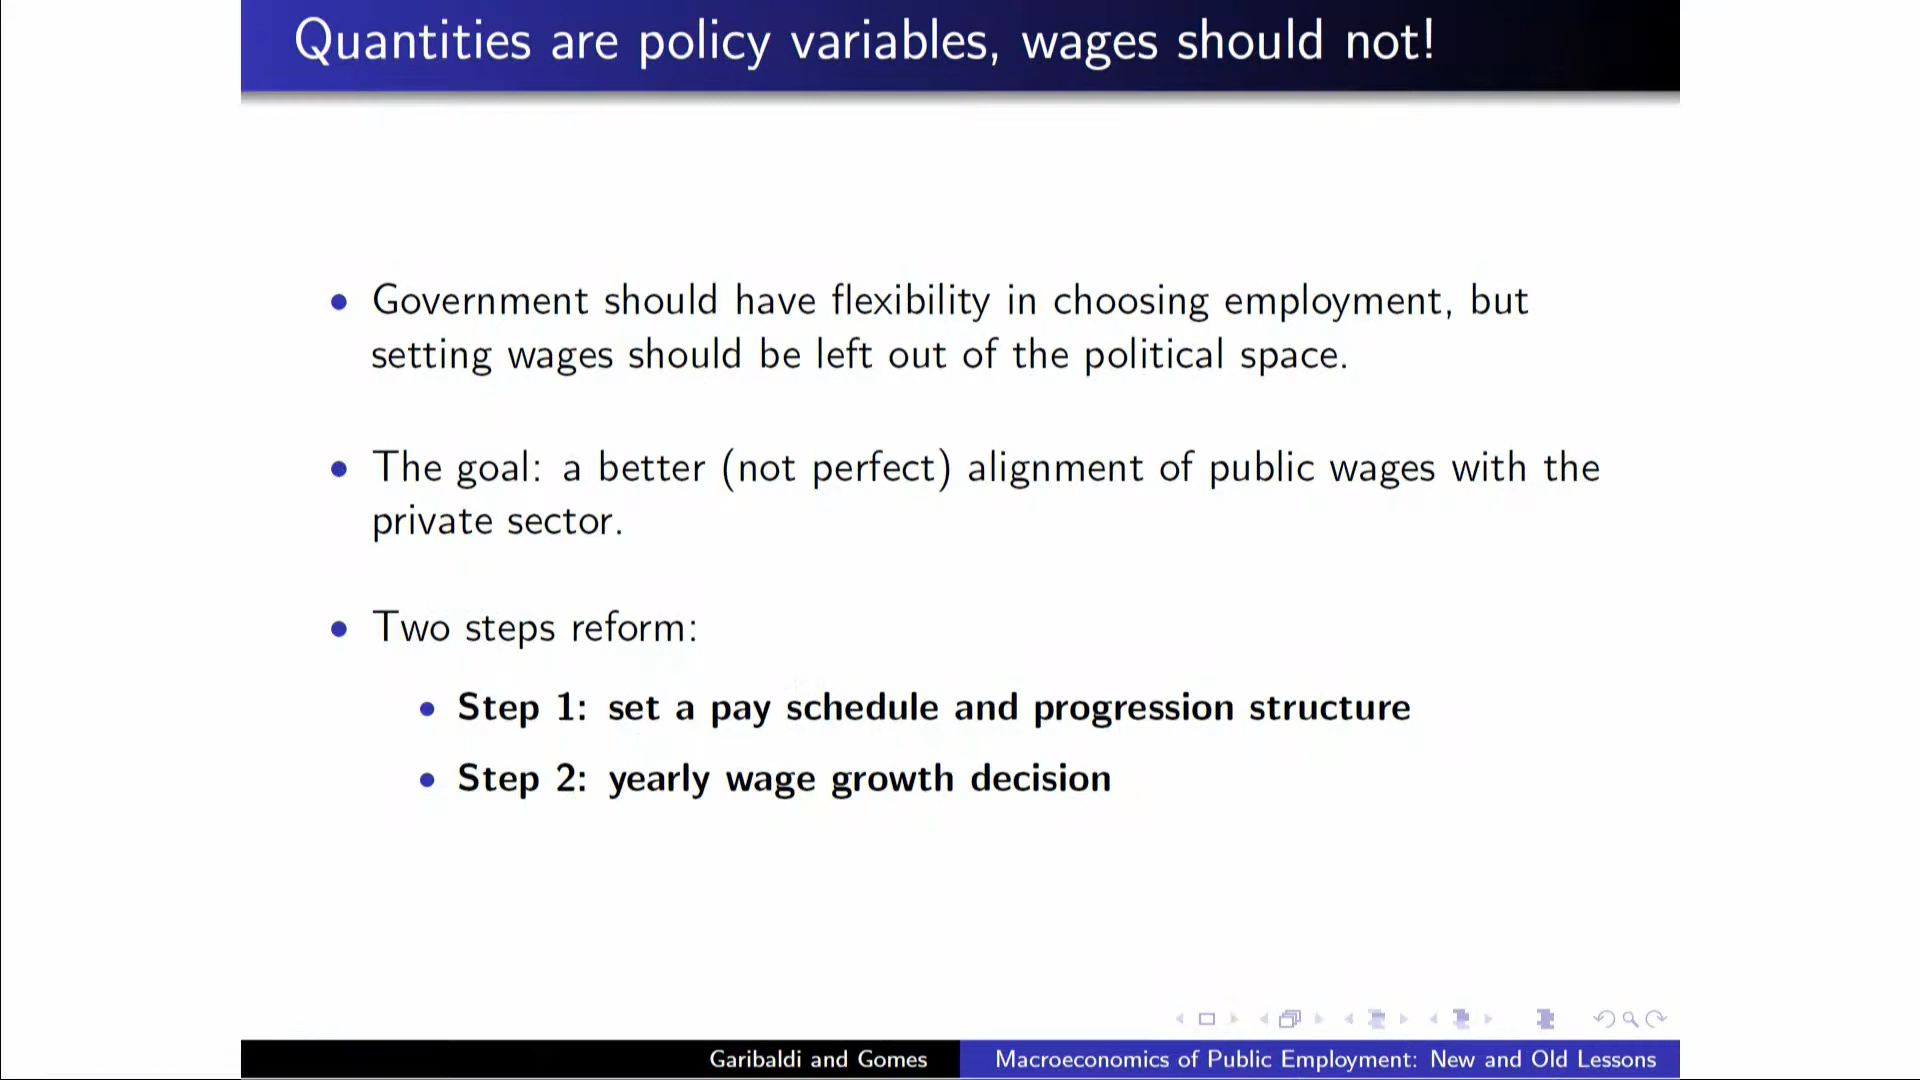 Quantities are policy variables, wages should not!
• Government should have flexibility in choosing employment, but
setting wages should be left out of the political space.
• The goal: a better (not perfect) alignment of public wages with the
private sector.
• Two steps reform:
• Step 1: set a pay schedule and progression structure
• Step 2: yearly wage growth decision
Garibaldi and Gomes
Macroeconomics of Public Employment: New and Old Lessons